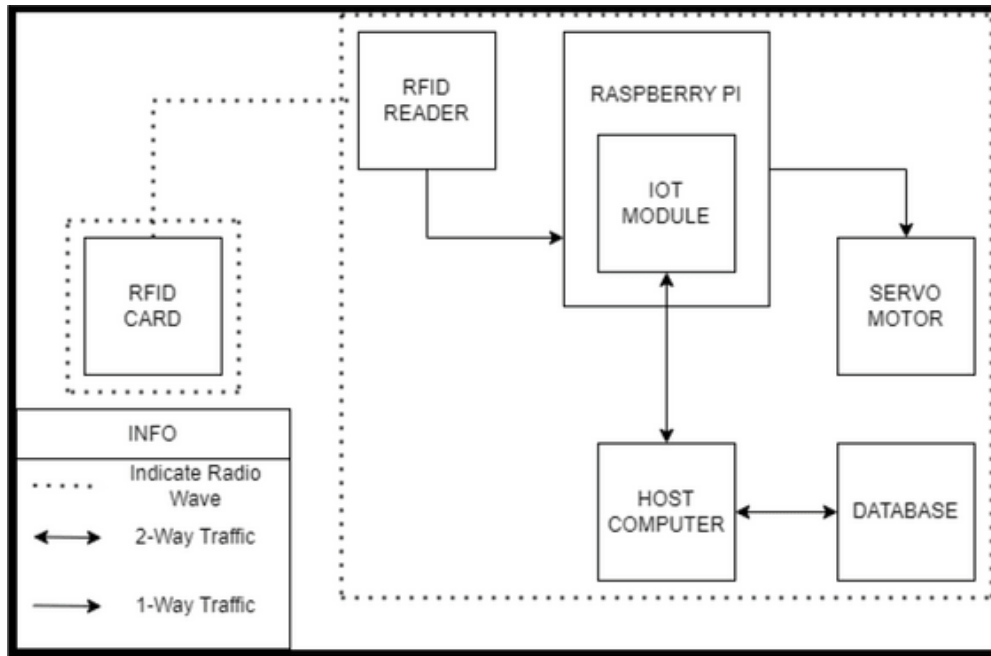 RFID
READER
RASPBERRY PI
IOT
MODULE
RFID
CARD
SERVO
MOTOR
INFO
Indicate Radio
Wave
2-Way Traffic
1-Way Traffic
HOST
COMPUTER
DATABASE